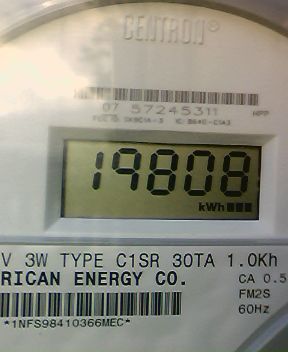 CENTRON®
07 57245311
19808
kWh
V 3W TYPE C1SR 30TA 1.0Kh
RICAN ENERGY CO.
CA 0.5
FM2S
60Hz
*1NFS98410366MEC*